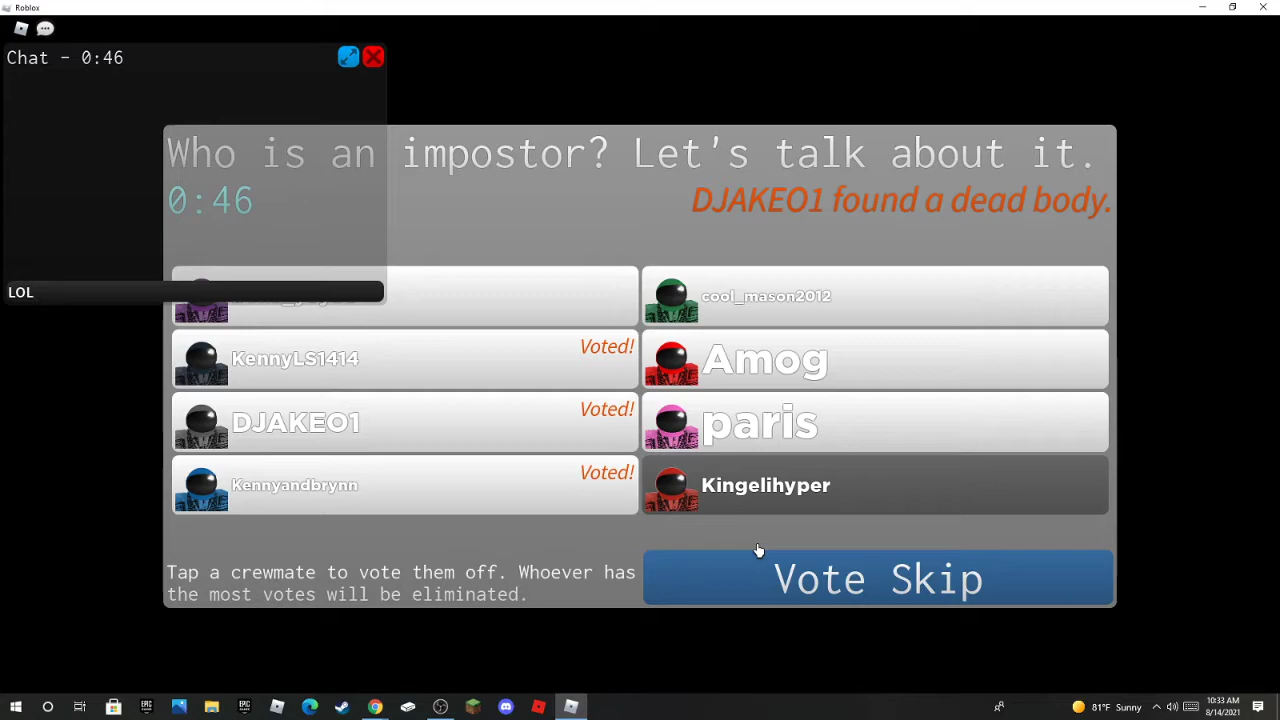 Roblox
Chat - 0:46
Who is an impostor? Let's talk about it.
0:46
DJAKEO1 found a dead body.
LOL
cool_mason2012
KennyLS1414
Voted!
Amog
DJAKEO1
Voted!
paris
Kennyandbrynn
Voted!
Kingelihyper
Tap a crewmate to vote them off. Whoever has
the most votes will be eliminated.
Vote Skip
81°F Sunny
10:33 AM
8/14/2021